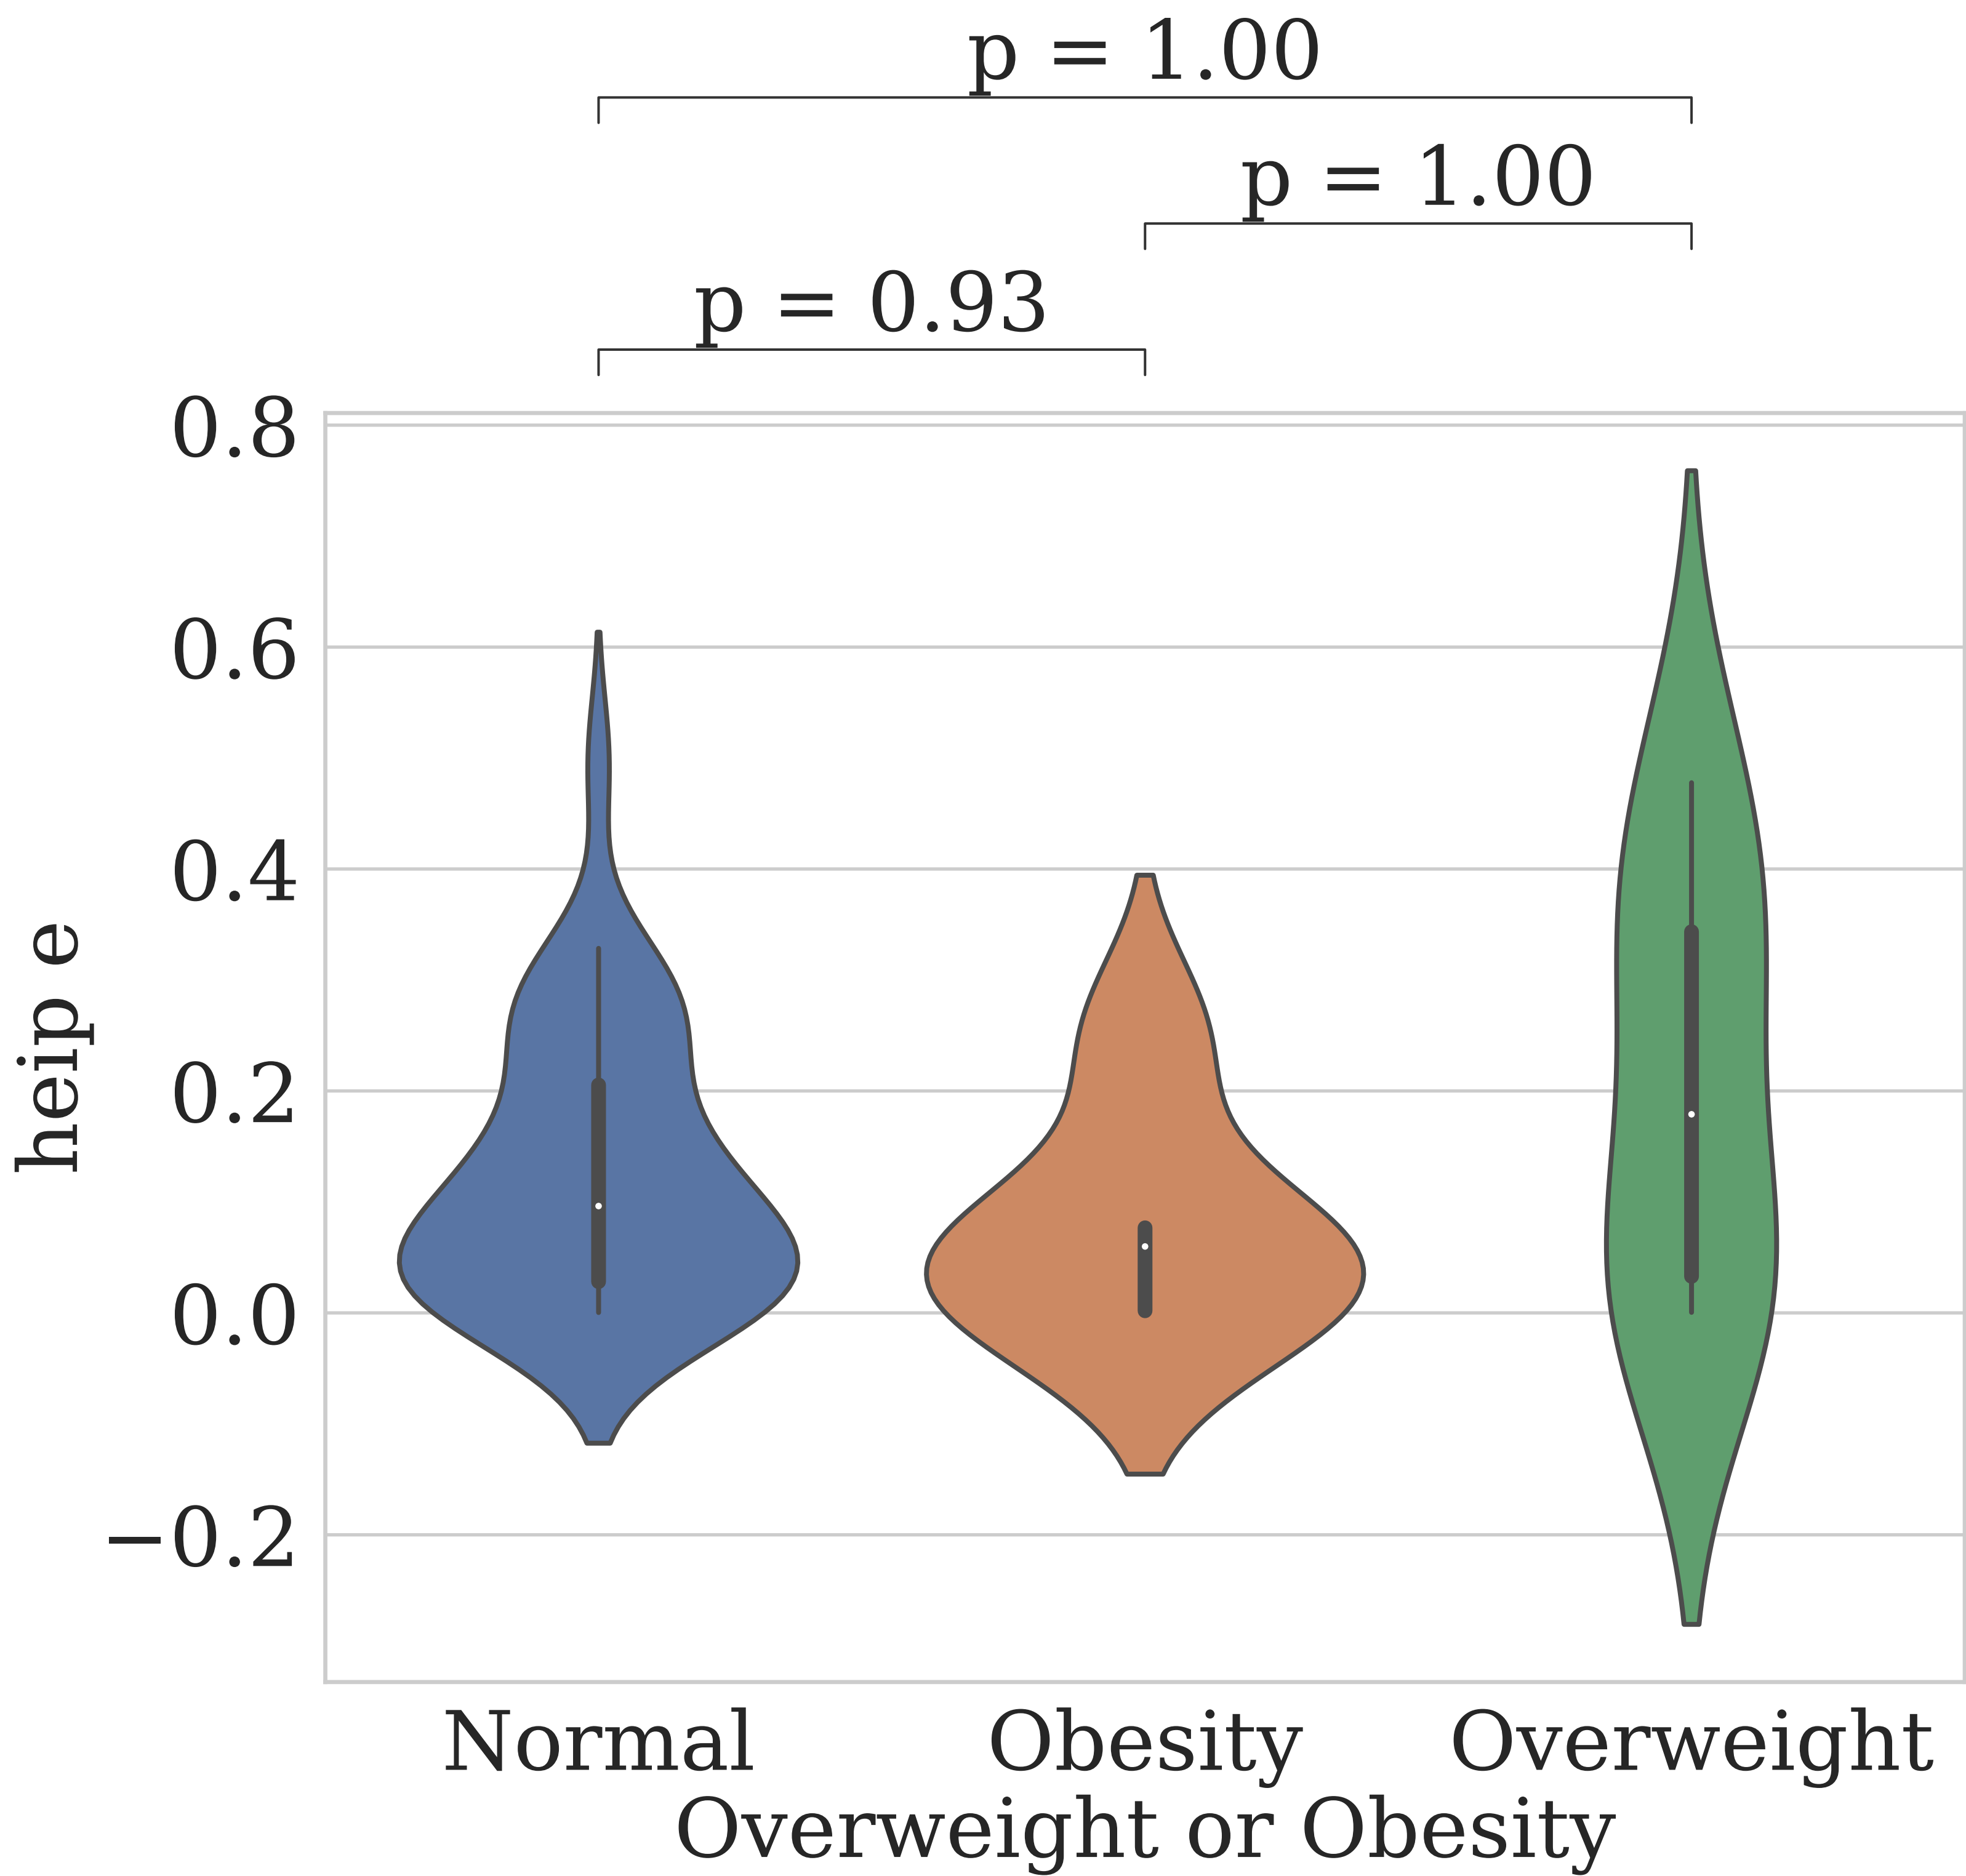 p = 1.00
p = 1.00
p = 0.93
0.8
0.6
0.4
0.2
0.0
−0.2
heip e
Normal
Obesity
Overweight
Overweight or Obesity